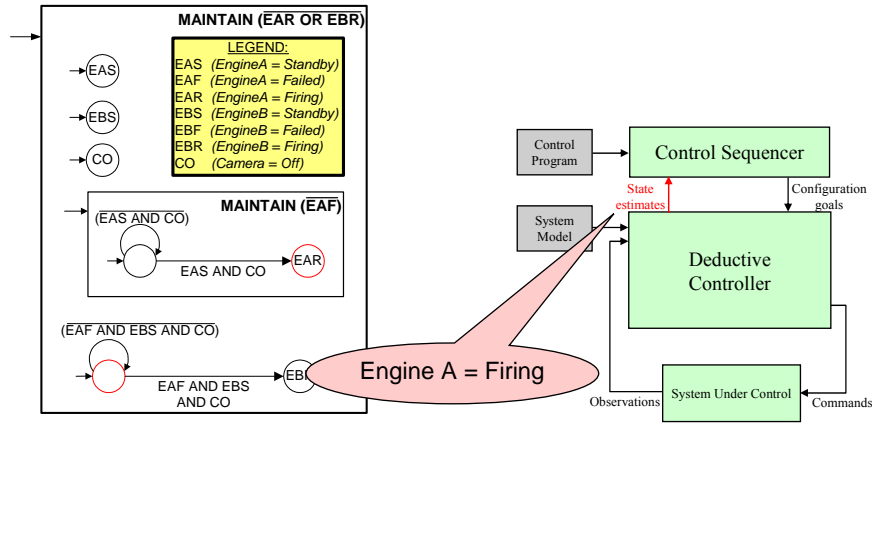 MAINTAIN (EAR OR EBR)
LEGEND:
EAS (EngineA = Standby)
EAF (EngineA = Failed)
EAR (EngineA = Firing)
EBS (EngineB = Standby)
EBF (EngineB = Failed)
EBR (EngineB = Firing)
CO (Camera = Off)
EAS
EBS
CO
MAINTAIN (EAF)
(EAS AND CO)
EAS AND CO
EAR
(EAF AND EBS AND CO)
EAF AND EBS
AND CO
Engine A = Firing
Control
Program
Control Sequencer
State
estimates
Configuration
goals
System
Model
Deductive
Controller
System Under Control
Observations
Commands